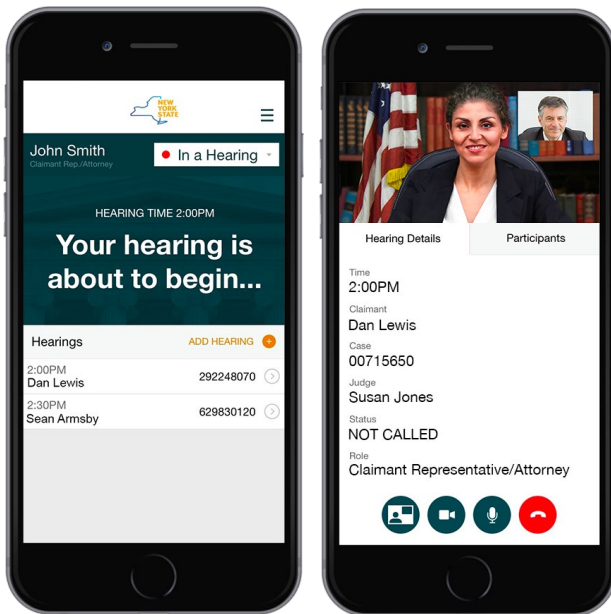 NEW
YORK
STATE
John Smith
Claimant Rep./Attorney
In a Hearing
HEARING TIME 2:00PM
Your hearing is
about to begin...
Hearings
ADD HEARING
2:00PM
Dan Lewis
292248070
2:30PM
Sean Armsby
629830120
Hearing Details
Participants
Time
2:00PM
Claimant
Dan Lewis
Case
00715650
Judge
Susan Jones
Status
NOT CALLED
Role
Claimant Representative/Attorney